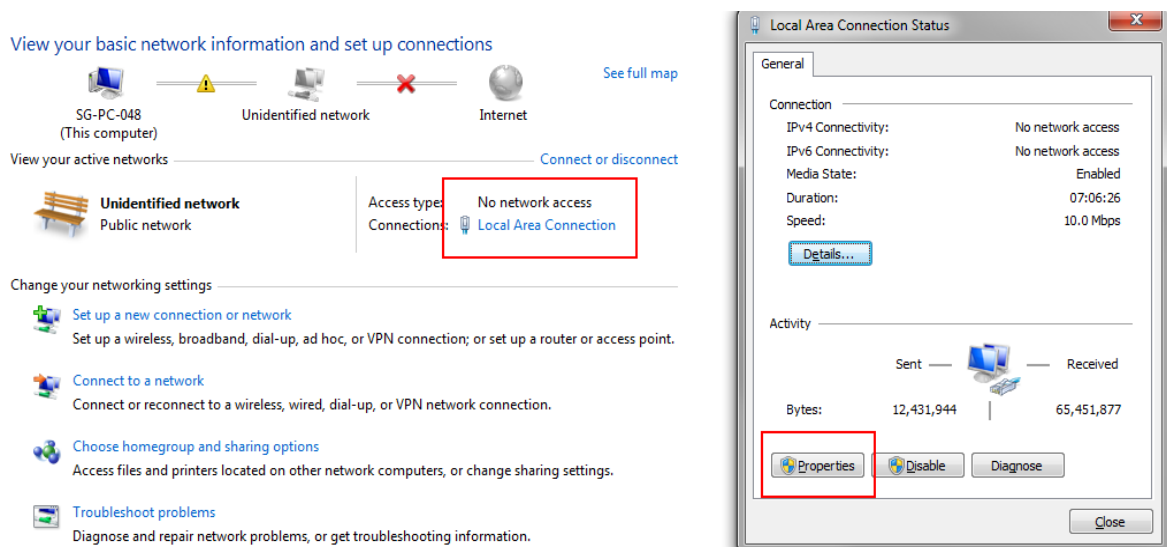 View your basic network information and set up connections
See full map
SG-PC-048
(This computer)
Unidentified network
Internet
View your active networks
Connect or disconnect
Unidentified network
Public network
Access type: No network access
Connections: Local Area Connection
Change your networking settings
Set up a new connection or network
Set up a wireless, broadband, dial-up, ad hoc, or VPN connection; or set up a router or access point.
Connect to a network
Connect or reconnect to a wireless, wired, dial-up, or VPN network connection.
Choose homegroup and sharing options
Access files and printers located on other network computers, or change sharing settings.
Troubleshoot problems
Diagnose and repair network problems, or get troubleshooting information.
Local Area Connection Status
General
Connection
IPv4 Connectivity: No network access
IPv6 Connectivity: No network access
Media State: Enabled
Duration: 07:06:26
Speed: 10.0 Mbps
Details...
Activity
Sent Received
Bytes: 12,431,944 65,451,877
Properties Disable Diagnose
Close